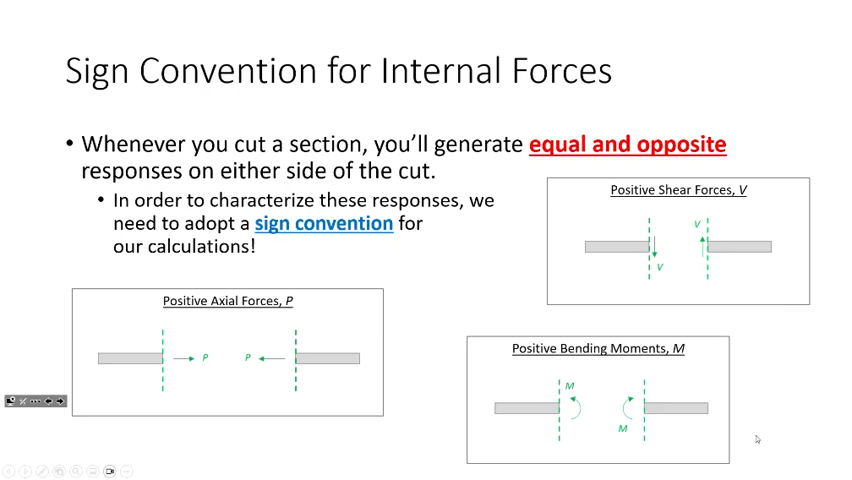 Sign Convention for Internal Forces
• Whenever you cut a section, you'll generate equal and opposite
responses on either side of the cut.
• In order to characterize these responses, we
need to adopt a sign convention for
our calculations!
Positive Shear Forces, V
V
V
Positive Axial Forces, P
P
P
Positive Bending Moments, M
M
M